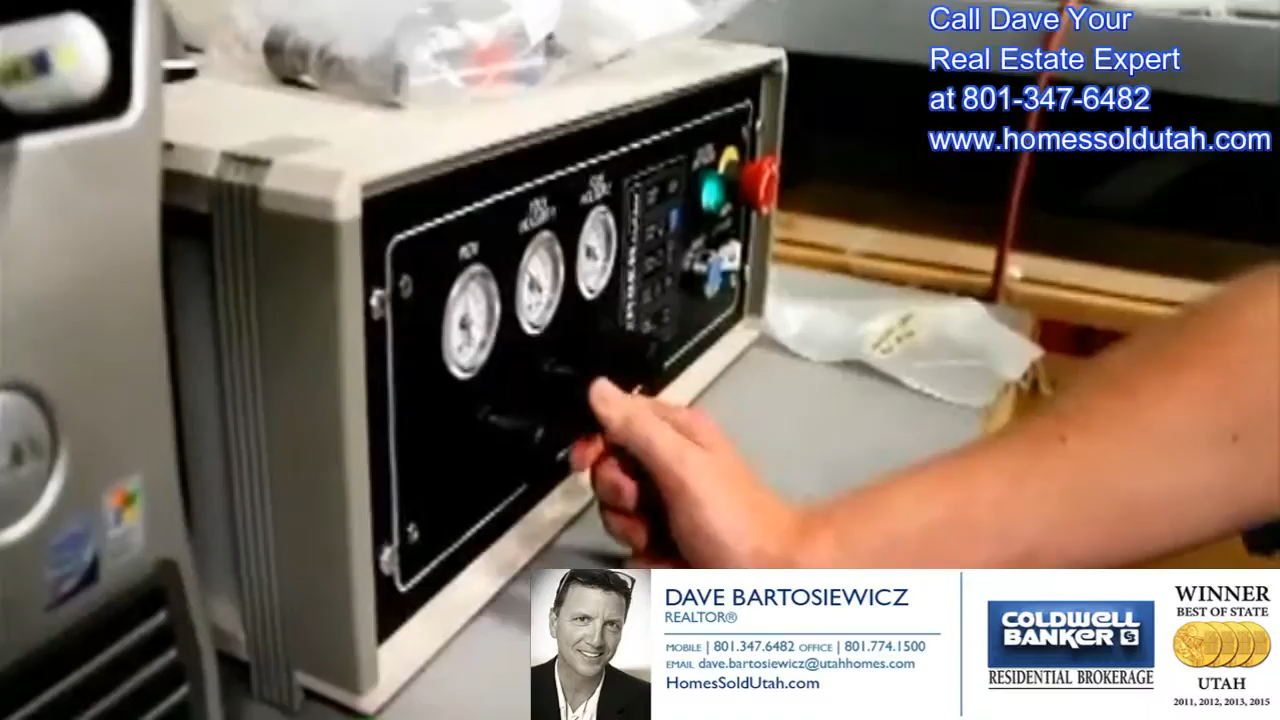 Call Dave Your
Real Estate Expert
at 801-347-6482
www.homessoldutah.com
DAVE BARTOSIEWICZ
REALTOR®
MOBILE | 801.347.6482 OFFICE | 801.774.1500
EMAIL dave.bartosiewicz@utahhomes.com
HomesSoldUtah.com
COLDWELL
BANKER
RESIDENTIAL BROKERAGE
WINNER
BEST OF STATE
UTAH
2011, 2012, 2013, 2015